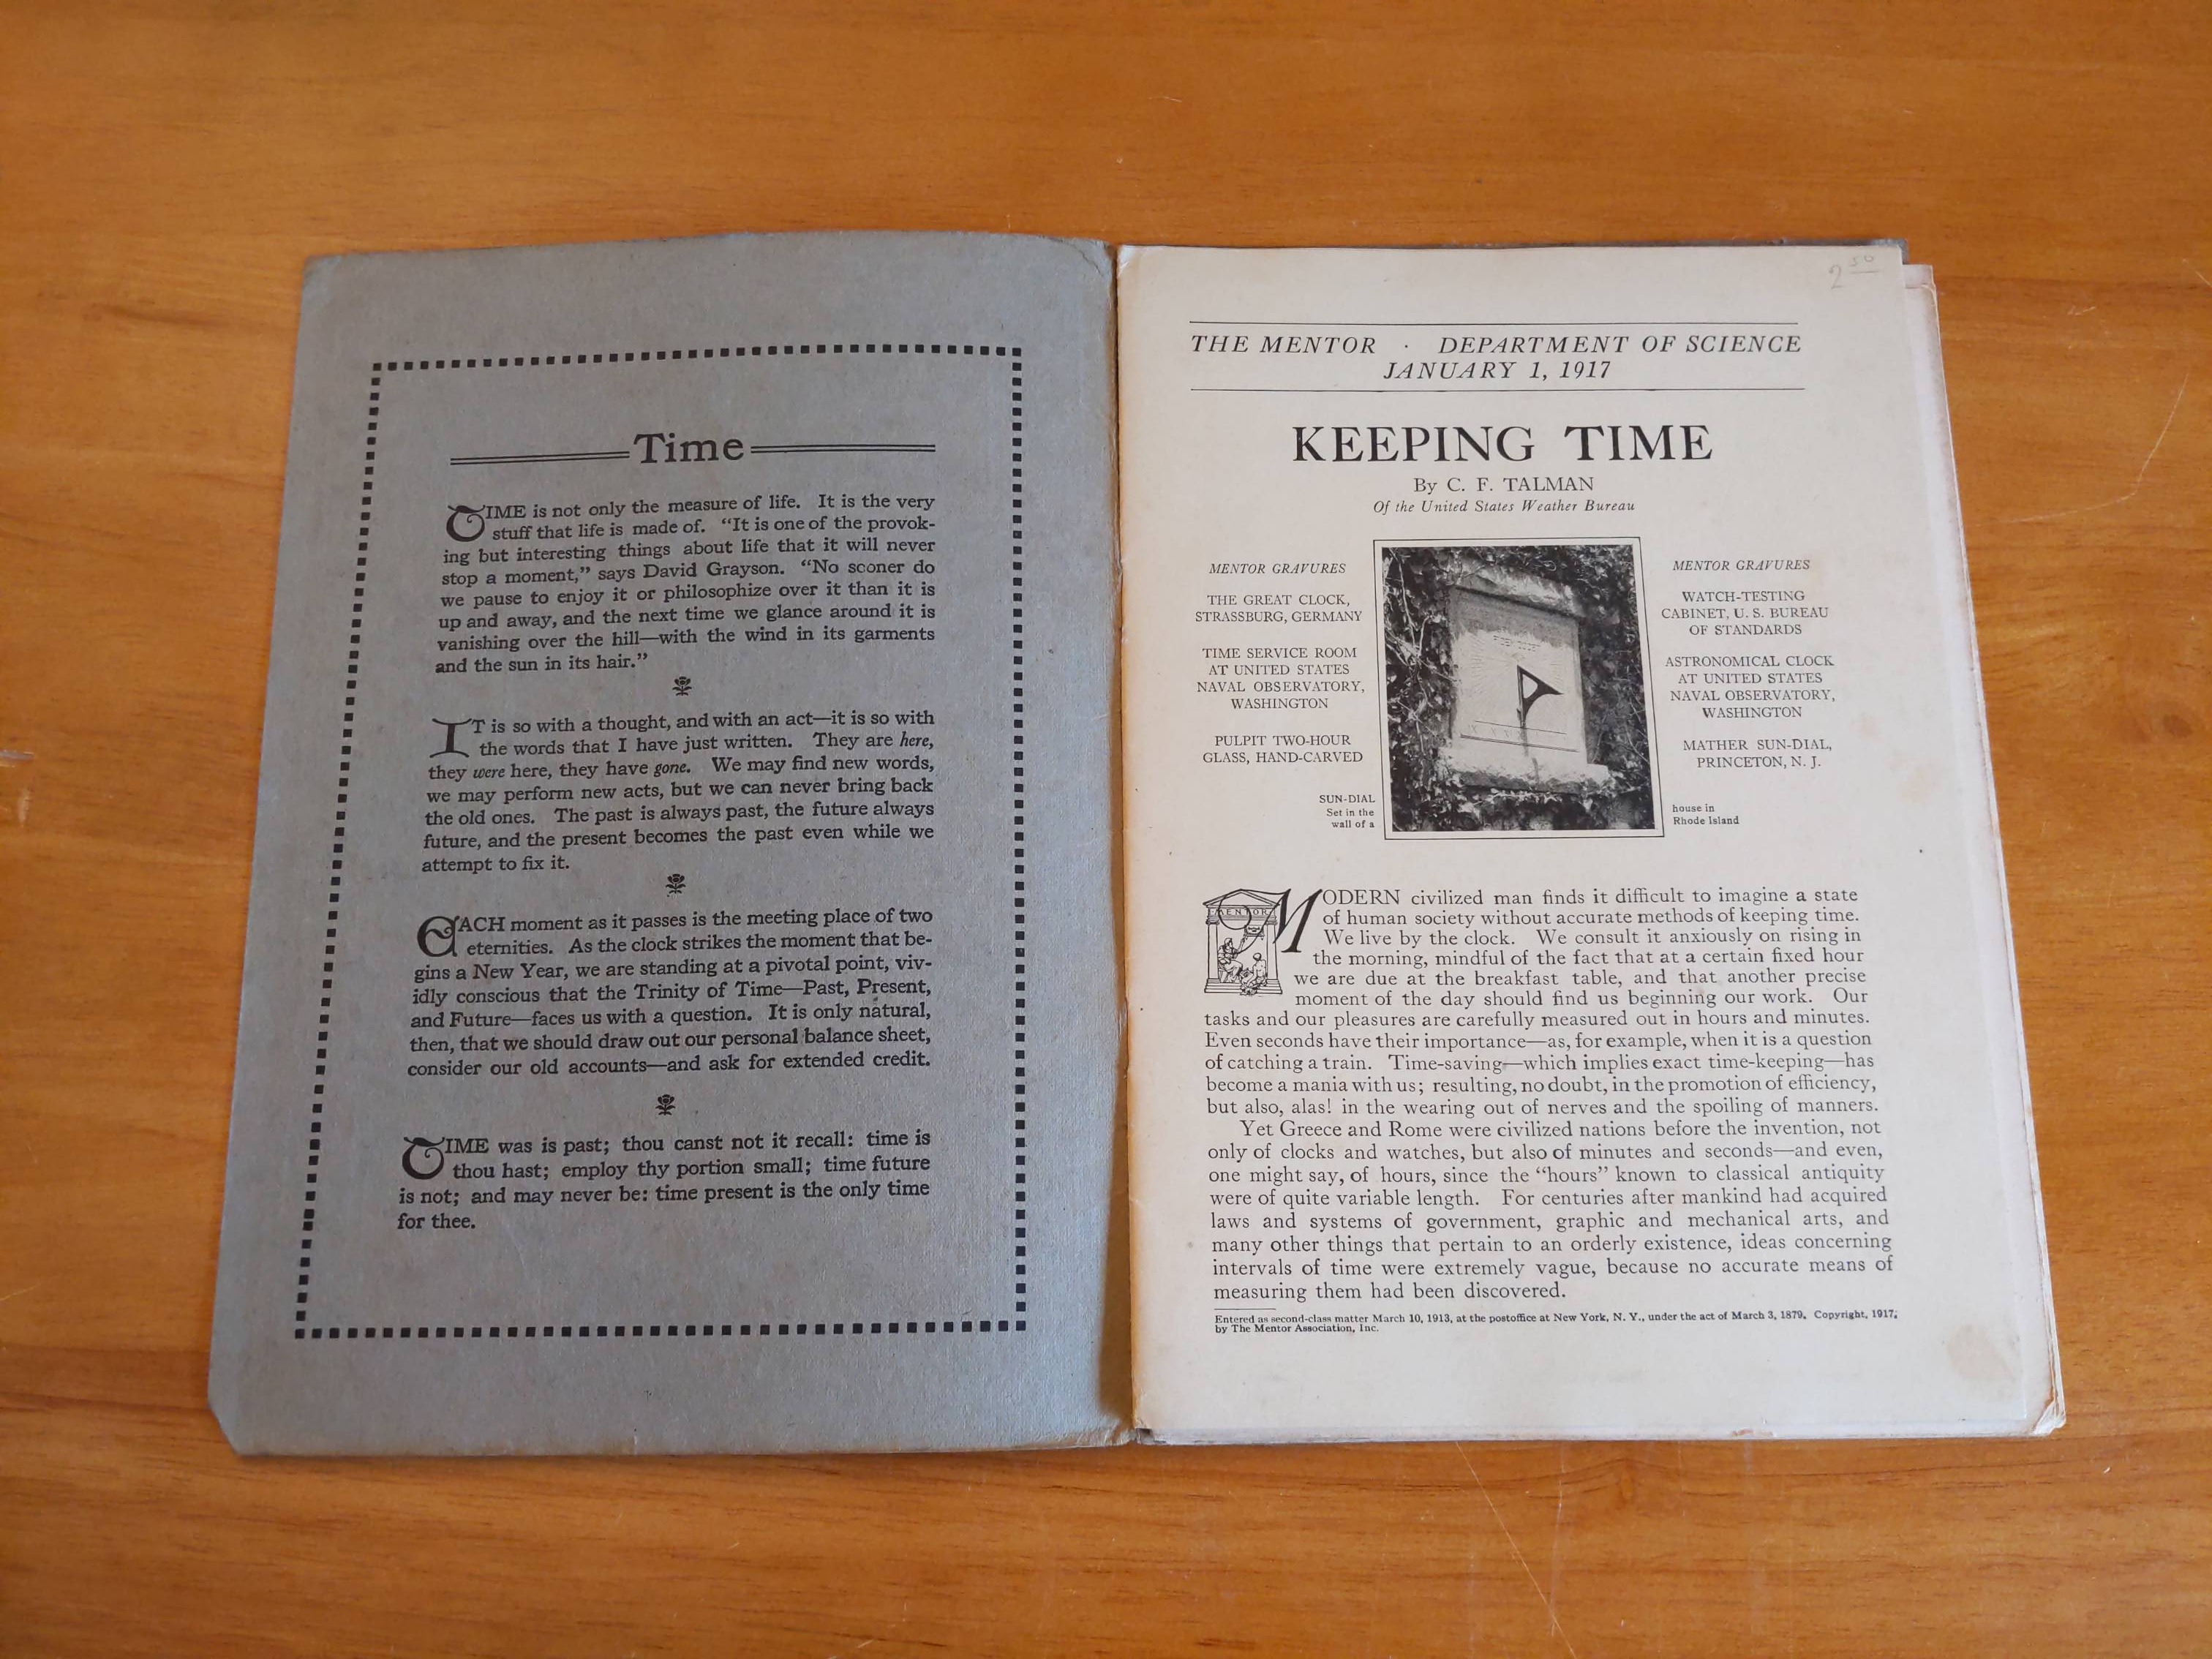 Time
TIME is not only the measure of life. It is the very
stuff that life is made of. "It is one of the provok-
ing but interesting things about life that it will never
stop a moment," says David Grayson. "No sooner do
we pause to enjoy it or philosophize over it than it is
up and away, and the next time we glance around it is
vanishing over the hill—with the wind in its garments
and the sun in its hair."
IT is so with a thought, and with an act—it is so with
the words that I have just written. They are here,
they were here, they have gone. We may find new words,
we may perform new acts, but we can never bring back
the old ones. The past is always past, the future always
future, and the present becomes the past even while we
attempt to fix it.
EACH moment as it passes is the meeting place of two
eternities. As the clock strikes the moment that be-
gins a New Year, we are standing at a pivotal point, viv-
idly conscious that the Trinity of Time—Past, Present,
and Future—faces us with a question. It is only natural,
then, that we should draw out our personal balance sheet,
consider our old accounts—and ask for extended credit.
TIME was is past; thou canst not it recall: time is
thou hast; employ thy portion small; time future
is not; and may never be: time present is the only time
for thee.
2 50
THE MENTOR · DEPARTMENT OF SCIENCE
JANUARY 1, 1917
KEEPING TIME
By C. F. TALMAN
Of the United States Weather Bureau
MENTOR GRAVURES
THE GREAT CLOCK,
STRASSBURG, GERMANY
TIME SERVICE ROOM
AT UNITED STATES
NAVAL OBSERVATORY,
WASHINGTON
PULPIT TWO-HOUR
GLASS, HAND-CARVED
MENTOR GRAVURES
WATCH-TESTING
CABINET, U. S. BUREAU
OF STANDARDS
ASTRONOMICAL CLOCK
AT UNITED STATES
NAVAL OBSERVATORY,
WASHINGTON
MATHER SUN-DIAL,
PRINCETON, N. J.
SUN-DIAL
Set in the
wall of a
house in
Rhode Island
MENTOR
MODERN civilized man finds it difficult to imagine a state
of human society without accurate methods of keeping time.
We live by the clock. We consult it anxiously on rising in
the morning, mindful of the fact that at a certain fixed hour
we are due at the breakfast table, and that another precise
moment of the day should find us beginning our work. Our
tasks and our pleasures are carefully measured out in hours and minutes.
Even seconds have their importance—as, for example, when it is a question
of catching a train. Time-saving—which implies exact time-keeping—has
become a mania with us; resulting, no doubt, in the promotion of efficiency,
but also, alas! in the wearing out of nerves and the spoiling of manners.
Yet Greece and Rome were civilized nations before the invention, not
only of clocks and watches, but also of minutes and seconds—and even,
one might say, of hours, since the "hours" known to classical antiquity
were of quite variable length. For centuries after mankind had acquired
laws and systems of government, graphic and mechanical arts, and
many other things that pertain to an orderly existence, ideas concerning
intervals of time were extremely vague, because no accurate means of
measuring them had been discovered.
Entered as second-class matter March 10, 1913, at the postoffice at New York, N. Y., under the act of March 3, 1879. Copyright, 1917,
by The Mentor Association, Inc.